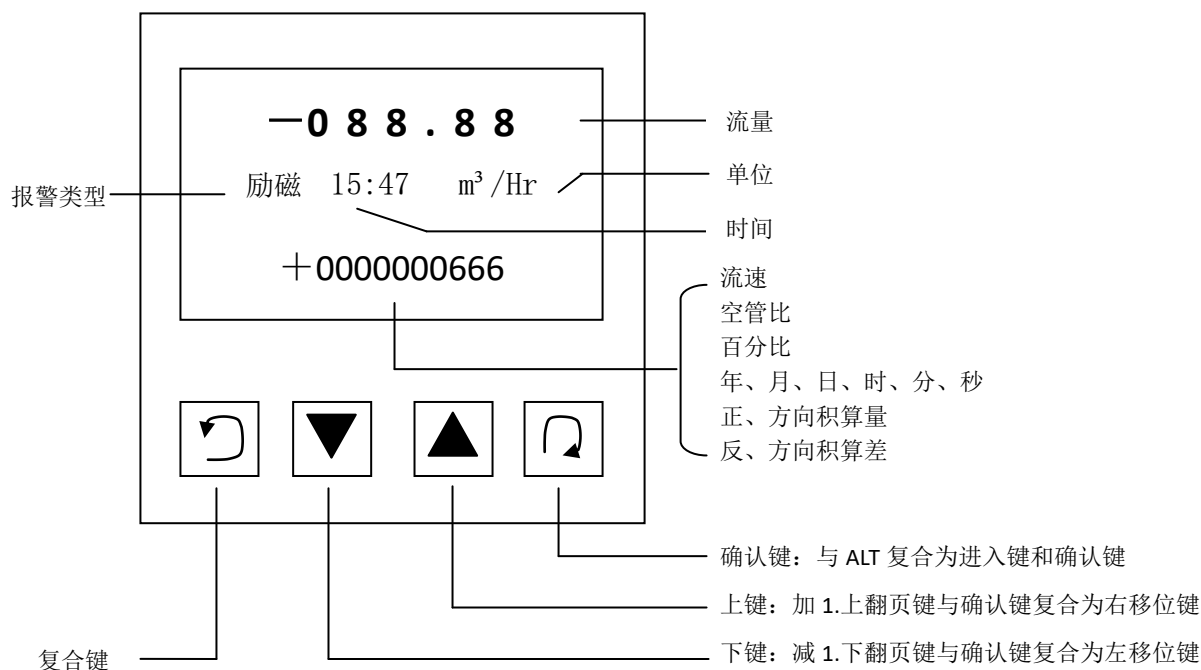 一088.88
流量
单位
报警类型
励磁 15:47 m³/Hr
时间
+0000000666
流速
空管比
百分比
年、月、日、时、分、秒
正、方向积算量
反、方向积算差
确认键：与 ALT 复合为进入键和确认键
上键：加 1.上翻页键与确认键复合为右移位键
复合键
下键：减 1.下翻页键与确认键复合为左移位键